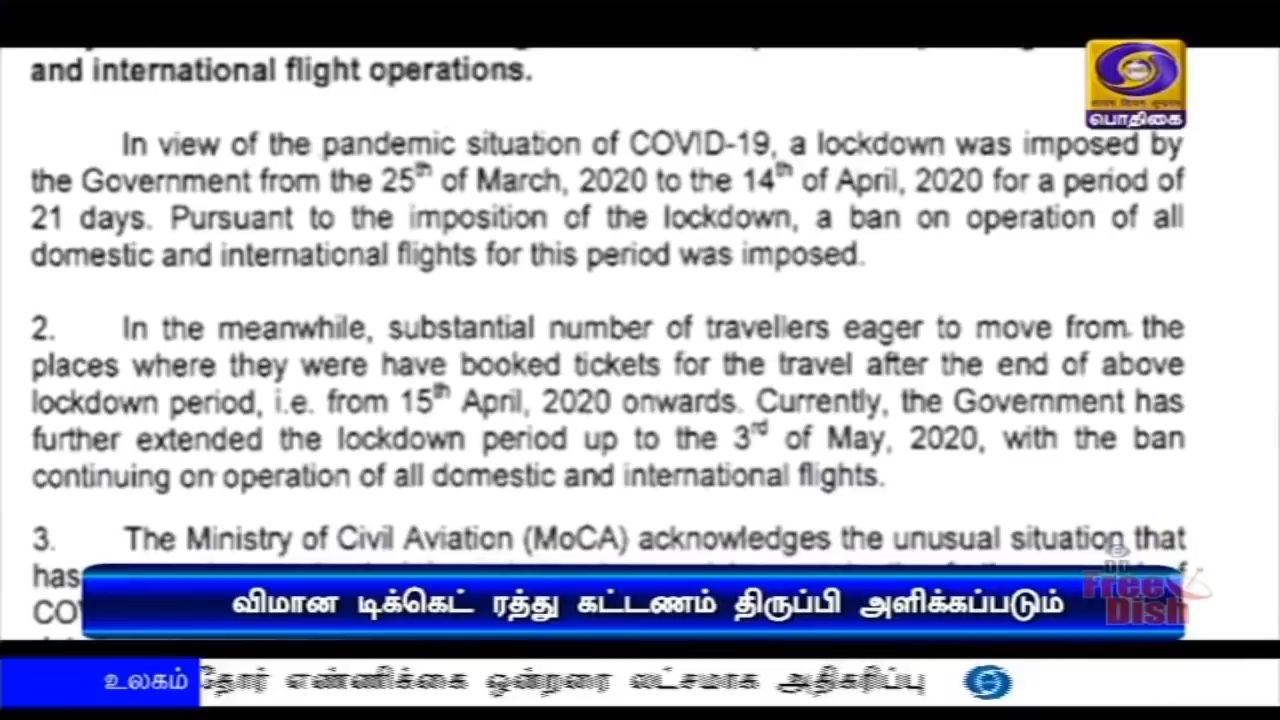 and international flight operations.
பொதிகை
In view of the pandemic situation of COVID-19, a lockdown was imposed by
the Government from the 25th of March, 2020 to the 14th of April, 2020 for a period of
21 days. Pursuant to the imposition of the lockdown, a ban on operation of all
domestic and international flights for this period was imposed.
2. In the meanwhile, substantial number of travellers eager to move from the
places where they were have booked tickets for the travel after the end of above
lockdown period, i.e. from 15th April, 2020 onwards. Currently, the Government has
further extended the lockdown period up to the 3rd of May, 2020, with the ban
continuing on operation of all domestic and international flights.
3. The Ministry of Civil Aviation (MoCA) acknowledges the unusual situation that
has
விமான டிக்கெட் ரத்து கட்டணம் திருப்பி அளிக்கப்படும்
DD
Free
Dish
உலகம் தோர் எண்ணிக்கை ஒன்றரை லட்சமாக அதிகரிப்பு